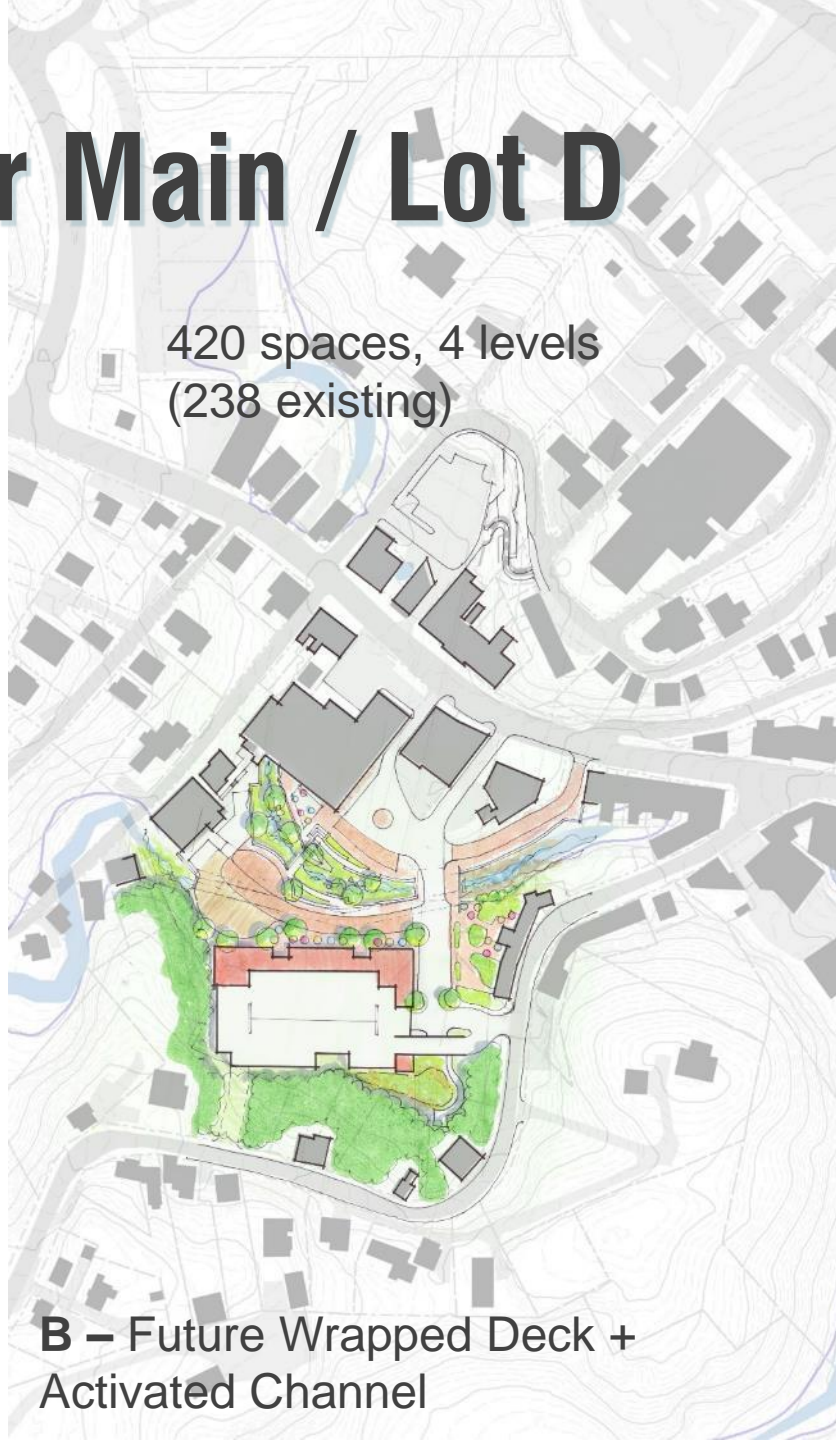 r Main / Lot D
420 spaces, 4 levels
(238 existing)
B – Future Wrapped Deck +
Activated Channel